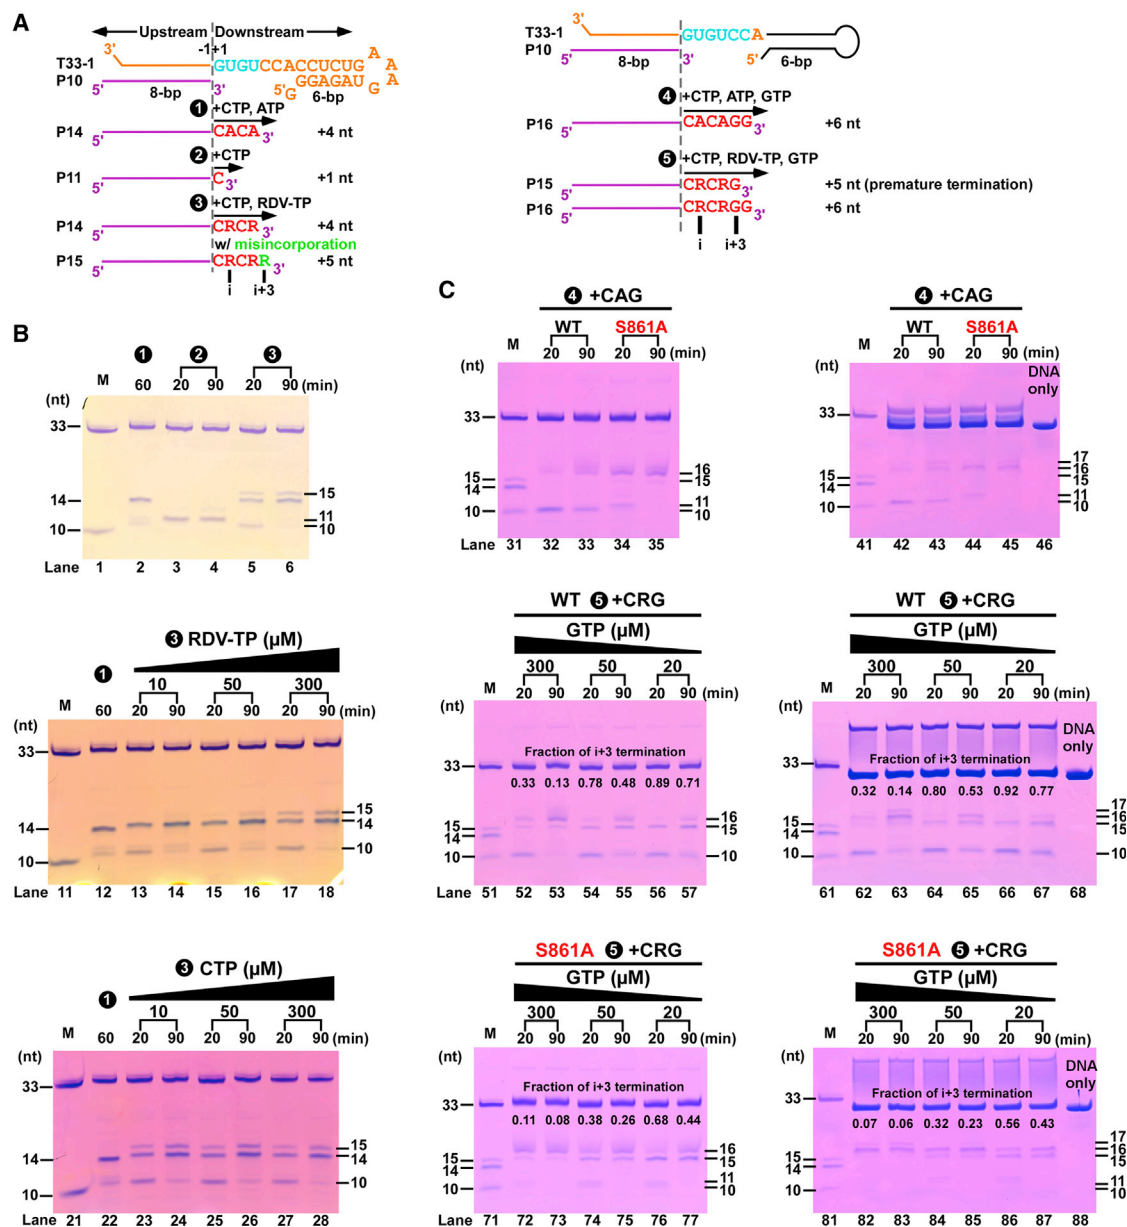 A
Upstream Downstream
3' -1 +1
T33-1 GUGUCCACCUCUGAAAAGUAGAGGG 5'
P10
5' 8-bp 3' 6-bp
1 +CTP, ATP
P14 5' CACA 3' +4 nt
2 +CTP
P11 5' C 3' +1 nt
3 +CTP, RDV-TP
P14 5' CRCR 3' +4 nt
w/ misincorporation
P15 5' CRCRR 3' +5 nt
i i+3
3'
T33-1 GUGUCCA
P10
5' 8-bp 3' 5' 6-bp
4 +CTP, ATP, GTP
P16 5' CACAGG 3' +6 nt
5 +CTP, RDV-TP, GTP
P15 5' CRCRG 3' +5 nt (premature termination)
P16 5' CRCRGG 3' +6 nt
i i+3
B
1 2 3
M 60 20 90 20 90 (min)
(nt)
33
14
10
15
11
10
Lane 1 2 3 4 5 6
3 RDV-TP (µM)
1 10 50 300
M 60 20 90 20 90 20 90 (min)
(nt)
33
14
10
15
14
10
Lane 11 12 13 14 15 16 17 18
3 CTP (µM)
1 10 50 300
M 60 20 90 20 90 20 90 (min)
(nt)
33
14
10
15
14
10
Lane 21 22 23 24 25 26 27 28
C
4 +CAG
WT S861A
M 20 90 20 90 (min)
(nt)
33
15
14
10
16
15
11
10
Lane 31 32 33 34 35
4 +CAG
WT S861A
M 20 90 20 90 (min)
(nt)
DNA only
33
15
14
10
17
16
15
11
10
Lane 41 42 43 44 45 46
WT 5 +CRG
GTP (µM)
300 50 20
M 20 90 20 90 20 90 (min)
(nt)
Fraction of i+3 termination
33
0.33 0.13 0.78 0.48 0.89 0.71
15
14
10
16
15
10
Lane 51 52 53 54 55 56 57
WT 5 +CRG
GTP (µM)
300 50 20
M 20 90 20 90 20 90 (min)
(nt)
DNA only
Fraction of i+3 termination
33
0.32 0.14 0.80 0.53 0.92 0.77
15
14
10
17
16
15
10
Lane 61 62 63 64 65 66 67 68
S861A 5 +CRG
GTP (µM)
300 50 20
M 20 90 20 90 20 90 (min)
(nt)
Fraction of i+3 termination
33
0.11 0.08 0.38 0.26 0.68 0.44
15
14
10
16
15
11
10
Lane 71 72 73 74 75 76 77
S861A 5 +CRG
GTP (µM)
300 50 20
M 20 90 20 90 20 90 (min)
(nt)
DNA only
Fraction of i+3 termination
33
0.07 0.06 0.32 0.23 0.56 0.43
15
14
10
17
16
15
11
10
Lane 81 82 83 84 85 86 87 88